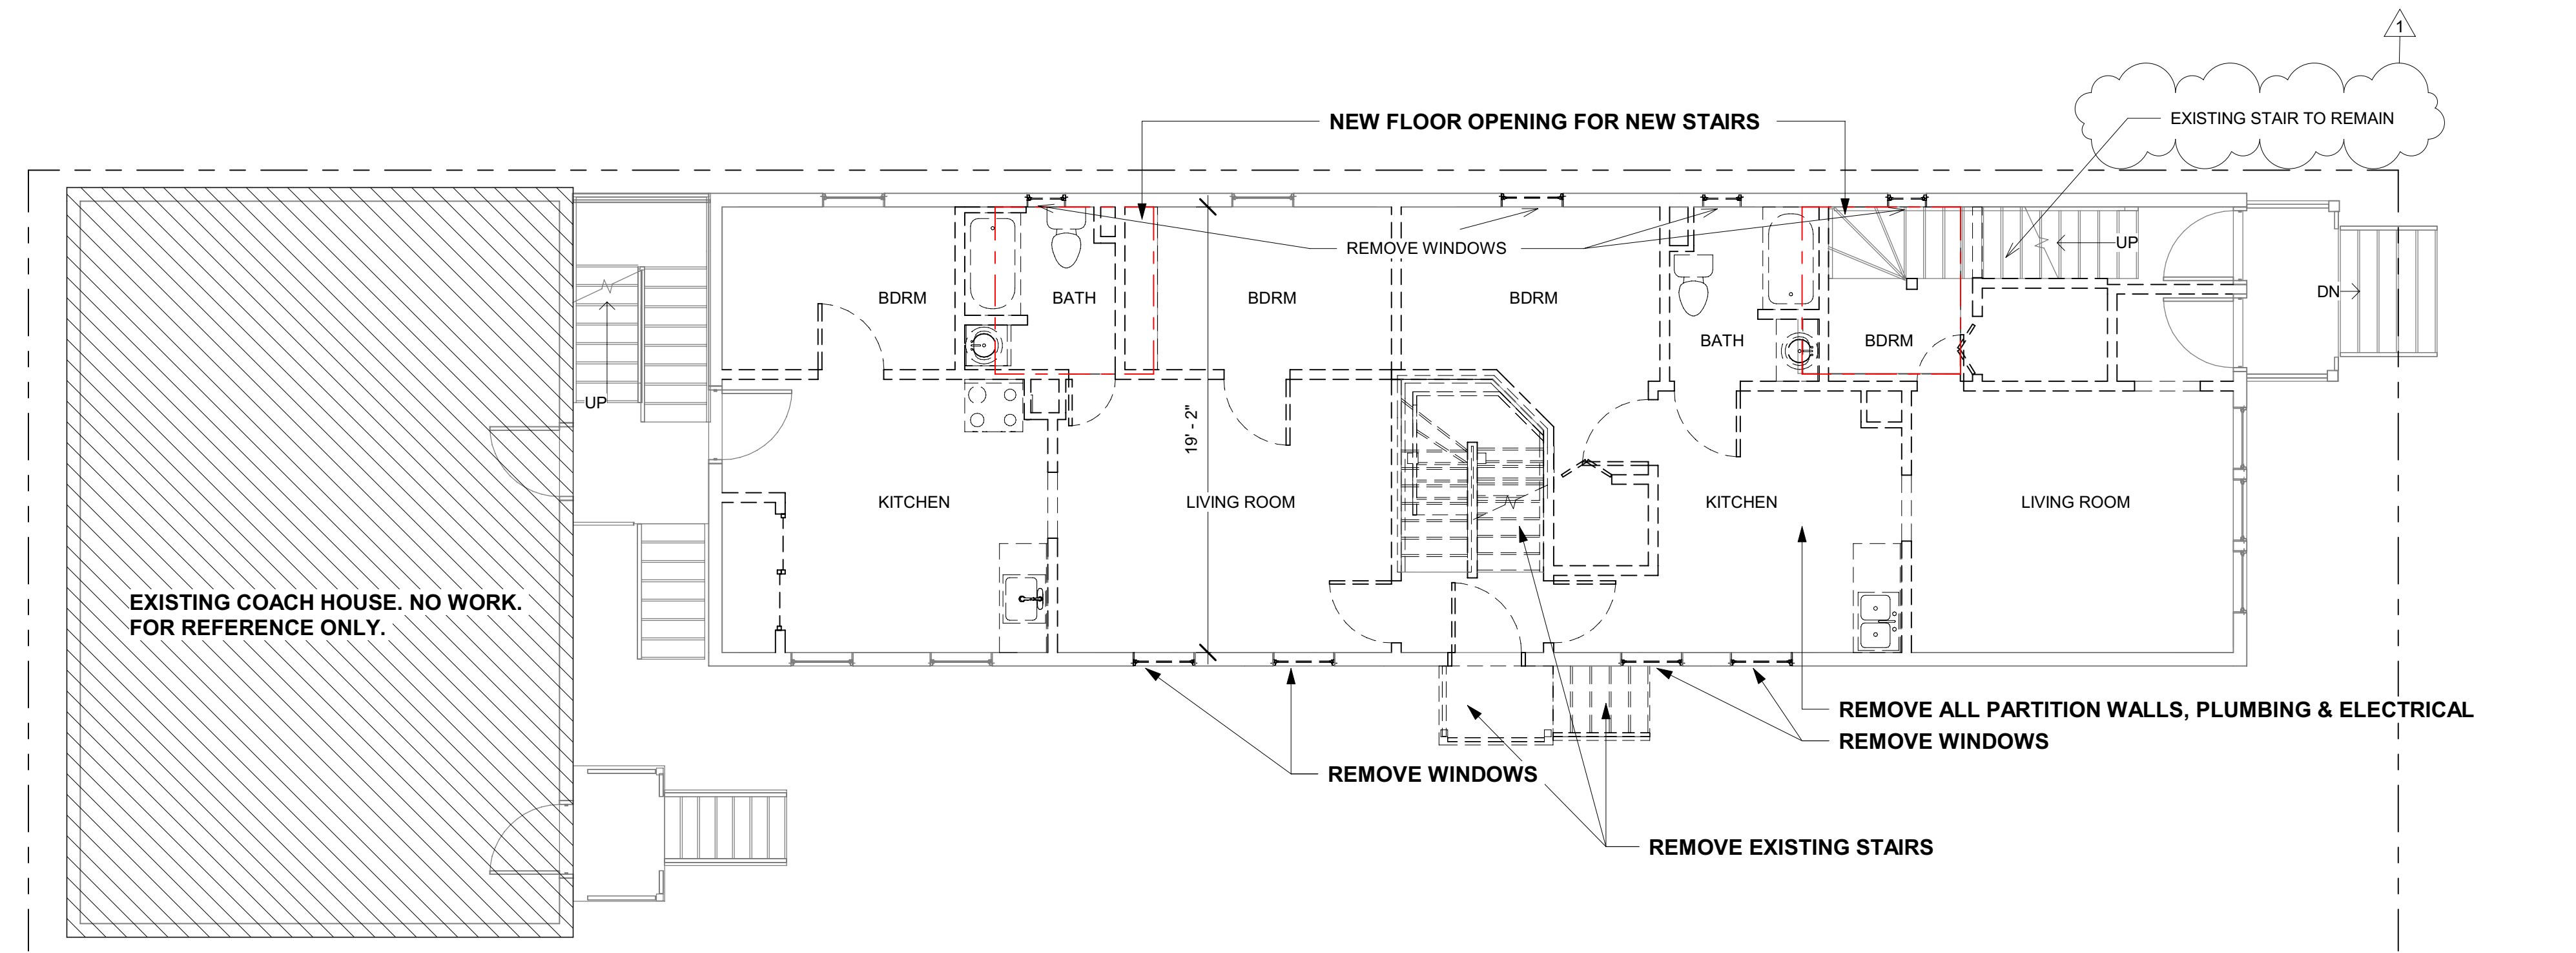 1
EXISTING STAIR TO REMAIN
NEW FLOOR OPENING FOR NEW STAIRS
REMOVE WINDOWS
UP
DN
BDRM
BATH
BDRM
BDRM
BATH
BDRM
UP
19' - 2"
KITCHEN
LIVING ROOM
KITCHEN
LIVING ROOM
EXISTING COACH HOUSE. NO WORK.
FOR REFERENCE ONLY.
REMOVE ALL PARTITION WALLS, PLUMBING & ELECTRICAL
REMOVE WINDOWS
REMOVE WINDOWS
REMOVE EXISTING STAIRS